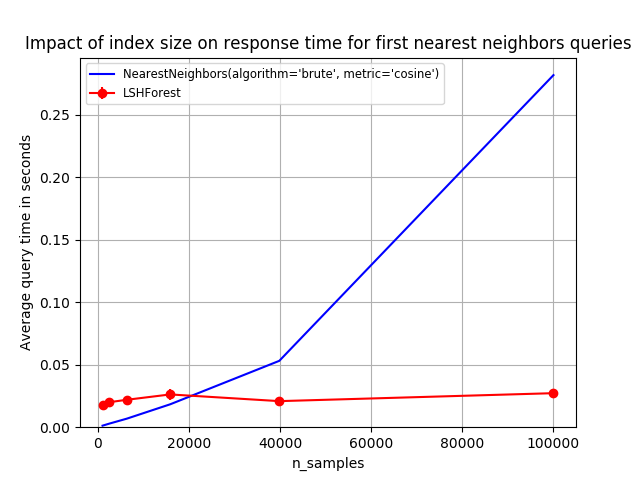 Impact of index size on response time for first nearest neighbors queries
NearestNeighbors(algorithm='brute', metric='cosine')
LSHForest
Average query time in seconds
0.25
0.20
0.15
0.10
0.05
0.00
0 20000 40000 60000 80000 100000
n_samples